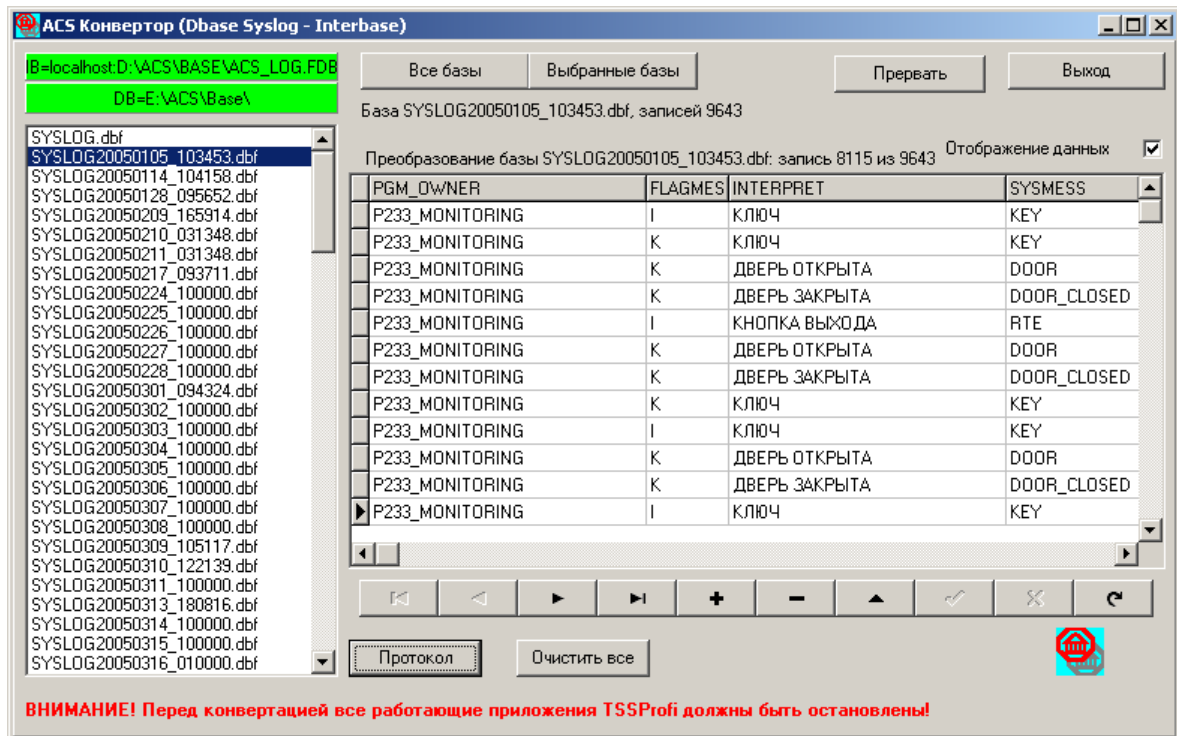 ACS Конвертор (Dbase Syslog - Interbase)
IB=localhost:D:\ACS\BASE\ACS_LOG.FDB
DB=E:\ACS\Base\
Все базы Выбранные базы Прервать Выход
База SYSLOG20050105_103453.dbf, записей 9643
Преобразование базы SYSLOG20050105_103453.dbf: запись 8115 из 9643 Отображение данных
SYSLOG.dbf
SYSLOG20050105_103453.dbf
SYSLOG20050114_104158.dbf
SYSLOG20050128_095652.dbf
SYSLOG20050209_165914.dbf
SYSLOG20050210_031348.dbf
SYSLOG20050211_031348.dbf
SYSLOG20050217_093711.dbf
SYSLOG20050224_100000.dbf
SYSLOG20050225_100000.dbf
SYSLOG20050226_100000.dbf
SYSLOG20050227_100000.dbf
SYSLOG20050228_100000.dbf
SYSLOG20050301_094324.dbf
SYSLOG20050302_100000.dbf
SYSLOG20050303_100000.dbf
SYSLOG20050304_100000.dbf
SYSLOG20050305_100000.dbf
SYSLOG20050306_100000.dbf
SYSLOG20050307_100000.dbf
SYSLOG20050308_100000.dbf
SYSLOG20050309_105117.dbf
SYSLOG20050310_122139.dbf
SYSLOG20050311_100000.dbf
SYSLOG20050313_180816.dbf
SYSLOG20050314_100000.dbf
SYSLOG20050315_100000.dbf
SYSLOG20050316_010000.dbf
PGM_OWNER FLAGMES INTERPRET SYSMESS
P233_MONITORING I КЛЮЧ KEY
P233_MONITORING K КЛЮЧ KEY
P233_MONITORING K ДВЕРЬ ОТКРЫТА DOOR
P233_MONITORING K ДВЕРЬ ЗАКРЫТА DOOR_CLOSED
P233_MONITORING I КНОПКА ВЫХОДА RTE
P233_MONITORING K ДВЕРЬ ОТКРЫТА DOOR
P233_MONITORING K ДВЕРЬ ЗАКРЫТА DOOR_CLOSED
P233_MONITORING K КЛЮЧ KEY
P233_MONITORING I КЛЮЧ KEY
P233_MONITORING K ДВЕРЬ ОТКРЫТА DOOR
P233_MONITORING K ДВЕРЬ ЗАКРЫТА DOOR_CLOSED
P233_MONITORING I КЛЮЧ KEY
Протокол Очистить все
ВНИМАНИЕ! Перед конвертацией все работающие приложения TSSProfi должны быть остановлены!